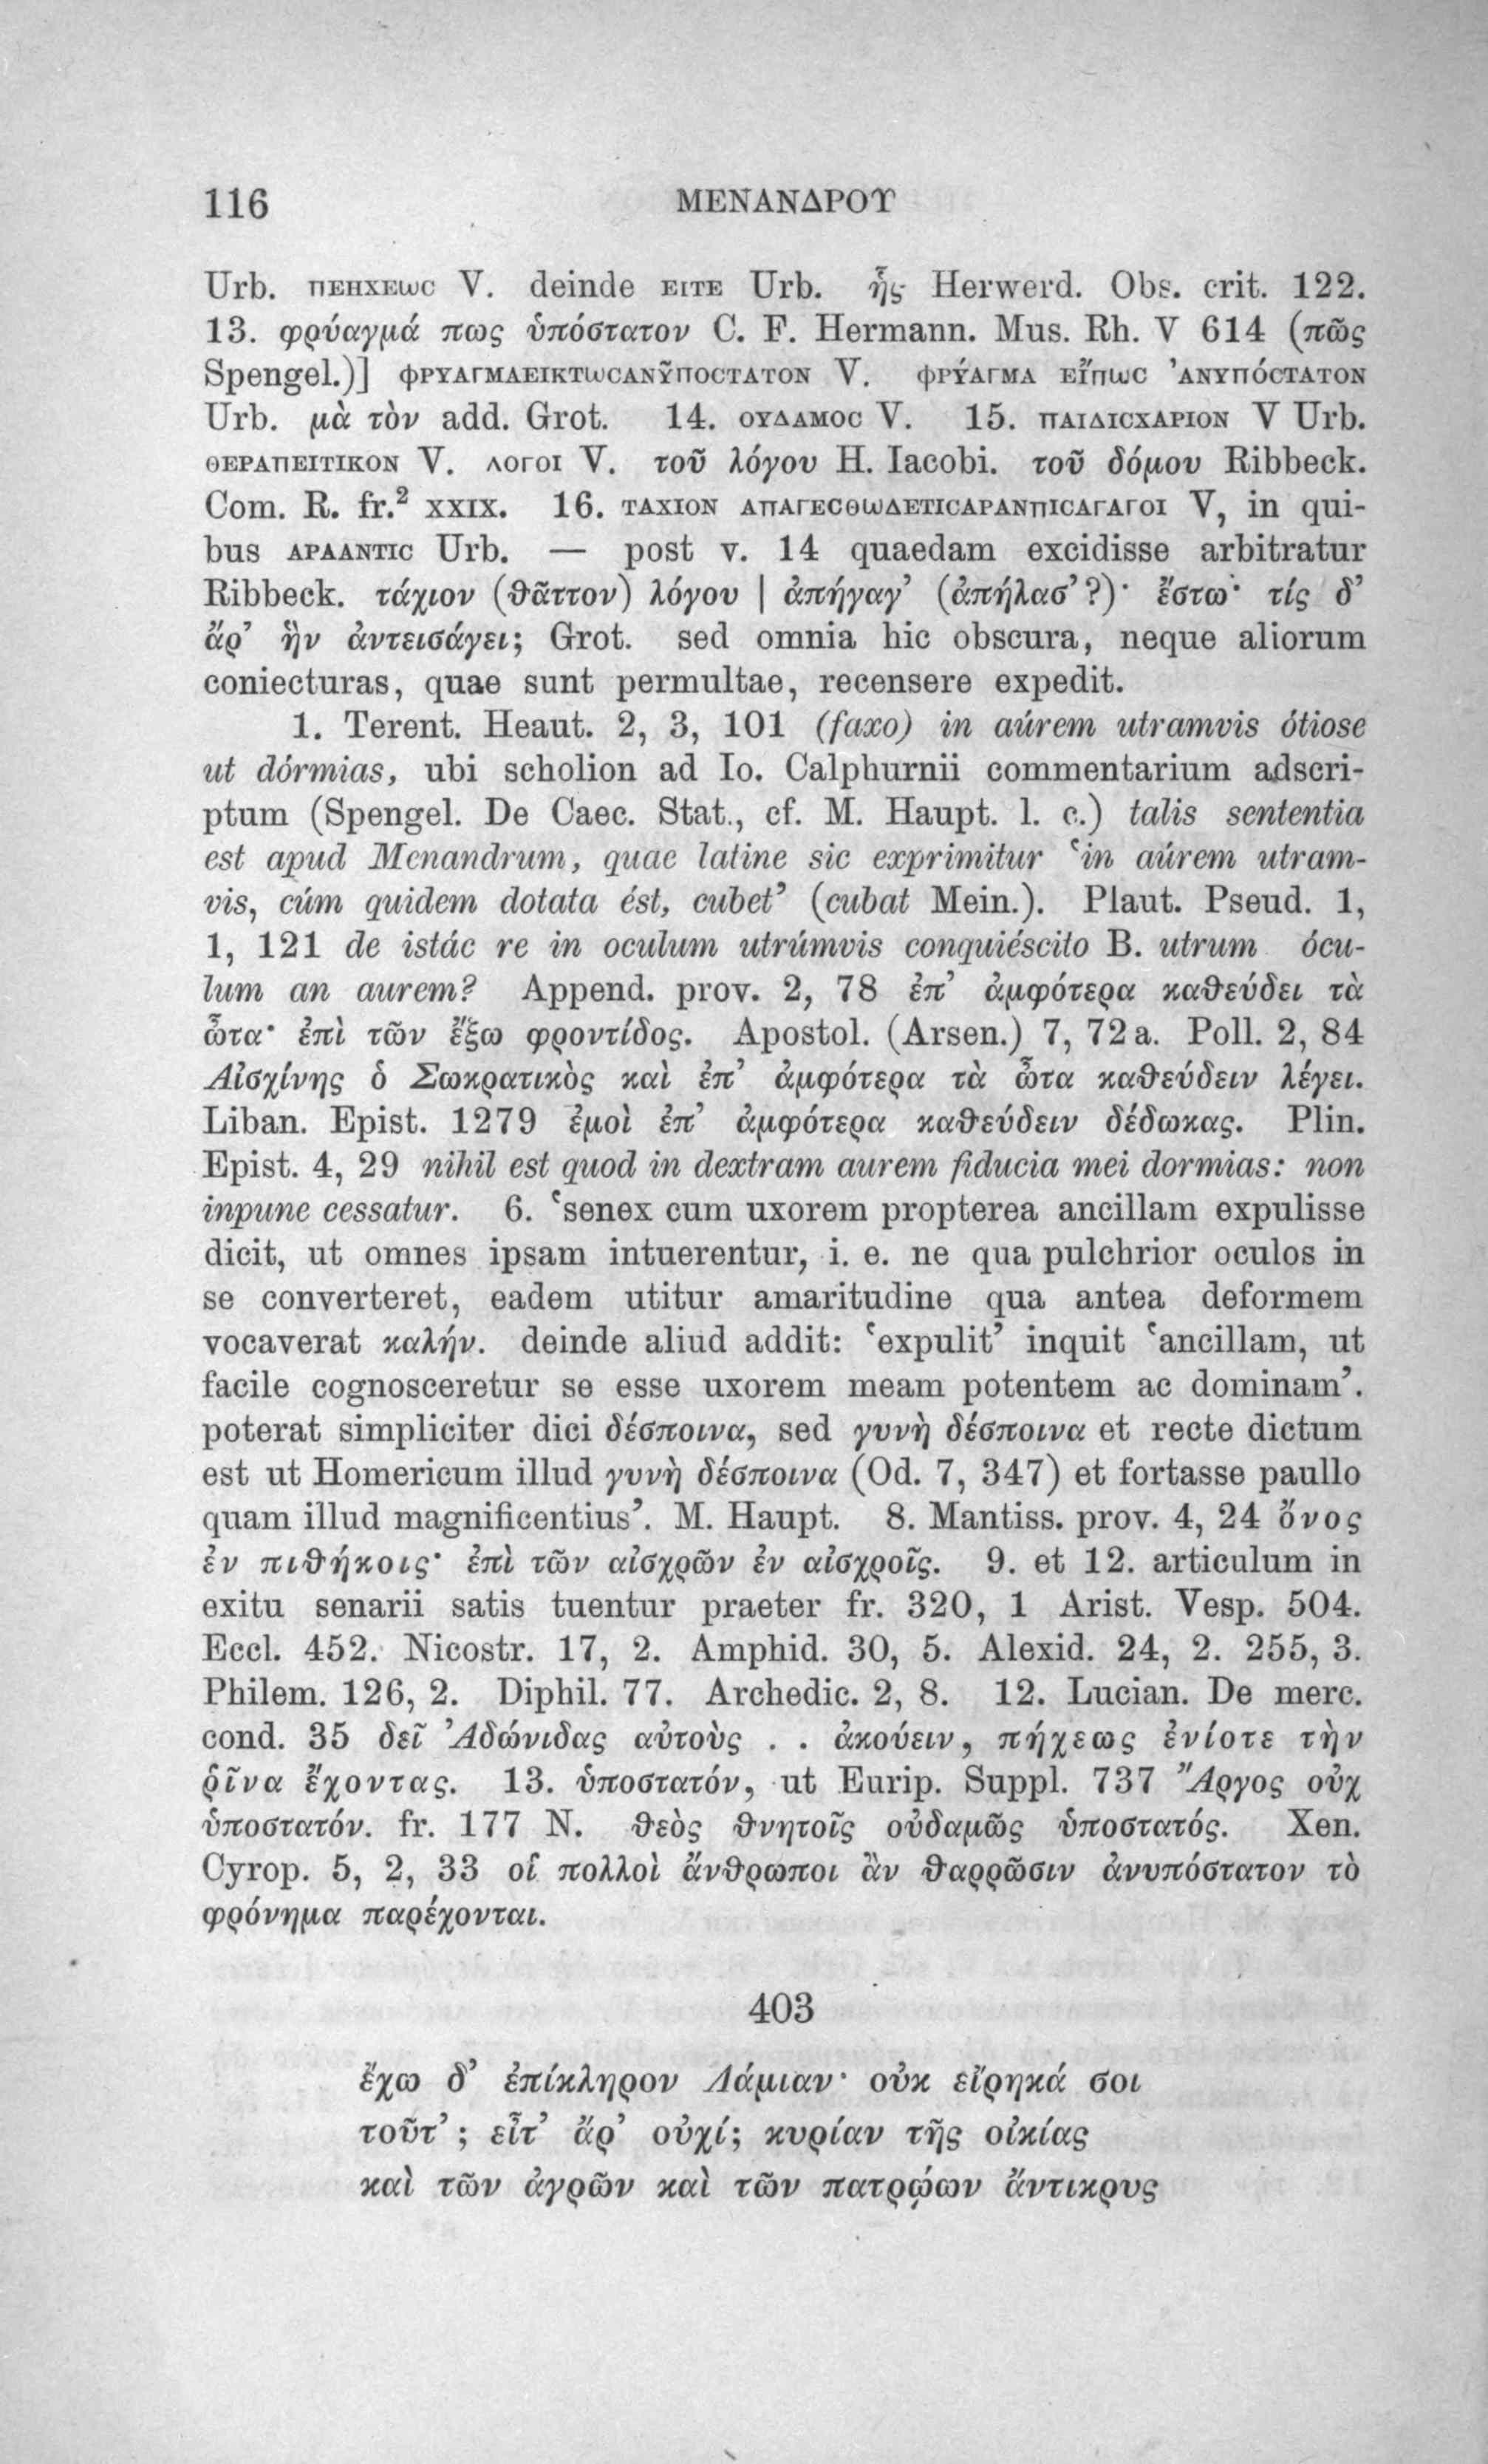 116 ΜΕΝΑΝΔΡΟΥ
Urb. ΠΕΗΧΕωC V. deinde ΕΙΤΕ Urb. ᾖς Herwerd. Obs. crit. 122.
13. φρύαγμά πως ὑπόστατον C. F. Hermann. Mus. Rh. V 614 (πῶς
Spengel.)] ΦΡΥΑΓΜΑΕΙΚΤωCΑΝΥ͂ΠΟCΤΑΤΟΝ V. ΦΡΎΑΓΜΑ ΕἼΠωC ʼΑΝΥΠΌCΤΑΤΟΝ
Urb. μὰ τὸν add. Grot. 14. ΟΥΔΑΜΟC V. 15. ΠΑΙΔΙCΧΑΡΙΟΝ V Urb.
ΘΕΡΑΠΕΙΤΙΚΟΝ V. ΛΟΓΟΙ V. τοῦ λόγου H. Iacobi. τοῦ δόμου Ribbeck.
Com. R. fr.² XXIX. 16. ΤΑΧΙΟΝ ΑΠΑΓΕCΘωΔΕΤΙCΑΡΑΝΠΙCΑΓΑΓΟΙ V, in qui-
bus ΑΡΑΑΝΤΙC Urb. — post v. 14 quaedam excidisse arbitratur
Ribbeck. τάχιον (θᾶττον) λόγου | ἀπήγαγ’ (ἀπήλασ’?)· ἔστω· τίς δ’
ἄρ’ ἣν ἀντεισάγει; Grot. sed omnia hic obscura, neque aliorum
coniecturas, quae sunt permultae, recensere expedit.
1. Terent. Heaut. 2, 3, 101 (faxo) in aúrem utramvis ótiose
ut dórmias, ubi scholion ad Io. Calphurnii commentarium adscri-
ptum (Spengel. De Caec. Stat., cf. M. Haupt. l. c.) talis sententia
est apud Menandrum, quae latine sic exprimitur ‘in aúrem utram-
vis, cúm quidem dotata ést, cubet’ (cubat Mein.). Plaut. Pseud. 1,
1, 121 de istác re in oculum utrúmvis conquiéscito B. utrum ócu-
lum an aurem? Append. prov. 2, 78 ἐπ’ ἀμφότερα καθεύδει τὰ
ὦτα· ἐπὶ τῶν ἔξω φροντίδος. Apostol. (Arsen.) 7, 72a. Poll. 2, 84
Αἰσχίνης ὁ Σωκρατικὸς καὶ ἐπ’ ἀμφότερα τὰ ὦτα καθεύδειν λέγει.
Liban. Epist. 1279 ἐμοὶ ἐπ’ ἀμφότερα καθεύδειν δέδωκας. Plin.
Epist. 4, 29 nihil est quod in dextram aurem fiducia mei dormias: non
inpune cessatur. 6. ‘senex cum uxorem propterea ancillam expulisse
dicit, ut omnes ipsam intuerentur, i. e. ne qua pulchrior oculos in
se converteret, eadem utitur amaritudine qua antea deformem
vocaverat καλήν. deinde aliud addit: ‘expulit’ inquit ‘ancillam, ut
facile cognosceretur se esse uxorem meam potentem ac dominam’.
poterat simpliciter dici δέσποινα, sed γυνὴ δέσποινα et recte dictum
est ut Homericum illud γυνὴ δέσποινα (Od. 7, 347) et fortasse paullo
quam illud magnificentius’. M. Haupt. 8. Mantiss. prov. 4, 24 ὄνος
ἐν πιθήκοις· ἐπὶ τῶν αἰσχρῶν ἐν αἰσχροῖς. 9. et 12. articulum in
exitu senarii satis tuentur praeter fr. 320, 1 Arist. Vesp. 504.
Eccl. 452. Nicostr. 17, 2. Amphid. 30, 5. Alexid. 24, 2. 255, 3.
Philem. 126, 2. Diphil. 77. Archedic. 2, 8. 12. Lucian. De merc.
cond. 35 δεῖ Ἀδώνιδας αὐτοὺς . . ἀκούειν, πήχεως ἐνίοτε τὴν
ῥῖνα ἔχοντας. 13. ὑποστατόν, ut Eurip. Suppl. 737 Ἄργος οὐχ
ὑποστατόν. fr. 177 N. θεὸς θνητοῖς οὐδαμῶς ὑποστατός. Xen.
Cyrop. 5, 2, 33 οἱ πολλοὶ ἄνθρωποι ἂν θαρρῶσιν ἀνυπόστατον τὸ
φρόνημα παρέχονται.
403
ἔχω δ’ ἐπίκληρον Λάμιαν· οὐκ εἴρηκά σοι
τοῦτ’; εἶτ’ ἄρ’ οὐχί; κυρίαν τῆς οἰκίας
καὶ τῶν ἀγρῶν καὶ τῶν πατρῴων ἄντικρυς